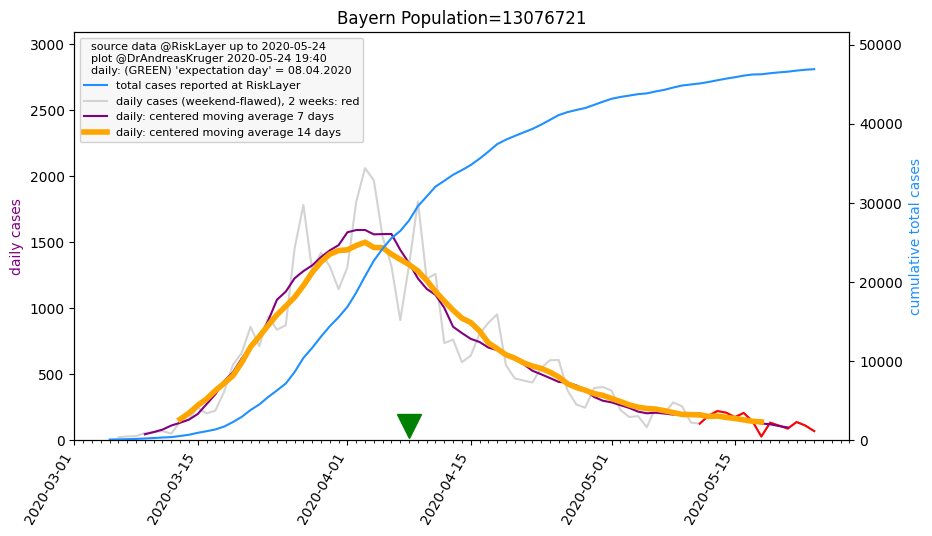 Bayern Population=13076721
source data @RiskLayer up to 2020-05-24
plot @DrAndreasKruger 2020-05-24 19:40
daily: (GREEN) 'expectation day' = 08.04.2020
total cases reported at RiskLayer
daily cases (weekend-flawed), 2 weeks: red
daily: centered moving average 7 days
daily: centered moving average 14 days
daily cases
3000
2500
2000
1500
1000
500
0
cumulative total cases
50000
40000
30000
20000
10000
0
2020-03-01
2020-03-15
2020-04-01
2020-04-15
2020-05-01
2020-05-15